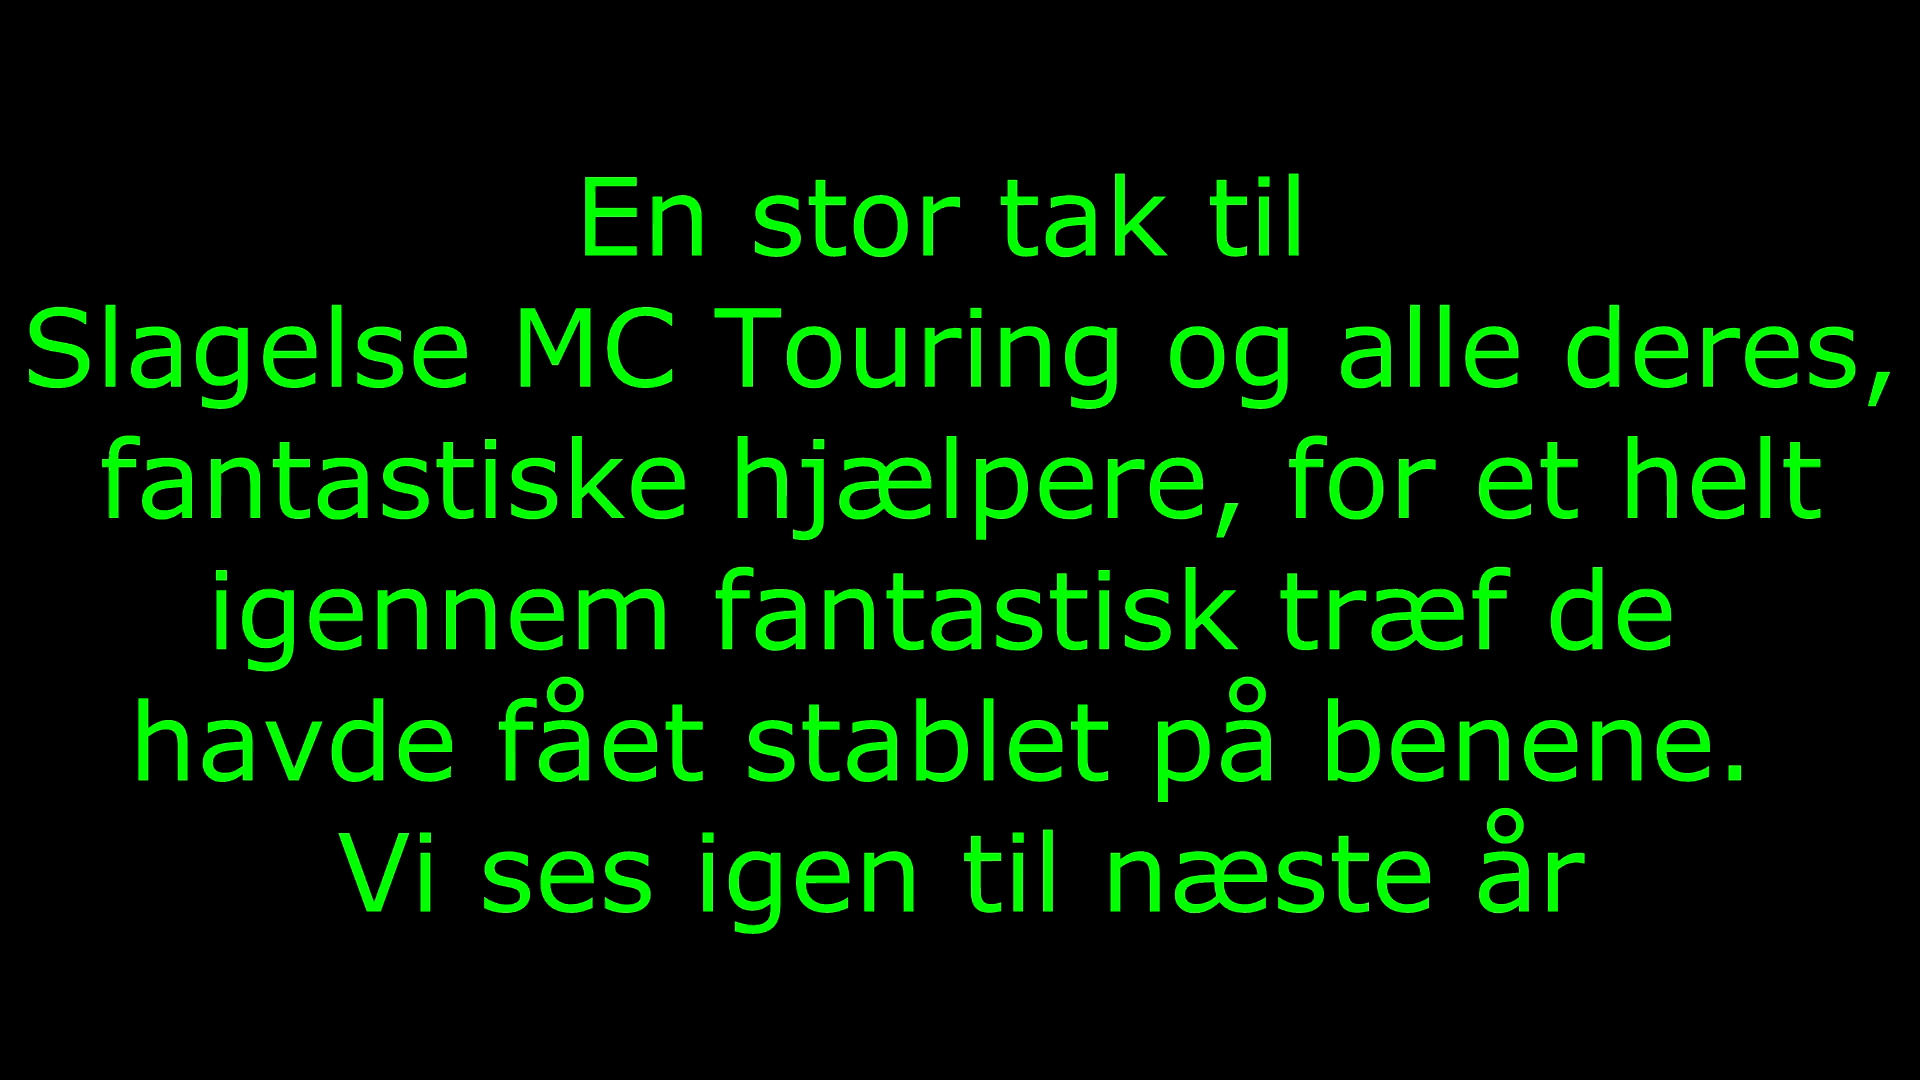 En stor tak til
Slagelse MC Touring og alle deres,
fantastiske hjælpere, for et helt
igennem fantastisk træf de
havde fået stablet på benene.
Vi ses igen til næste år